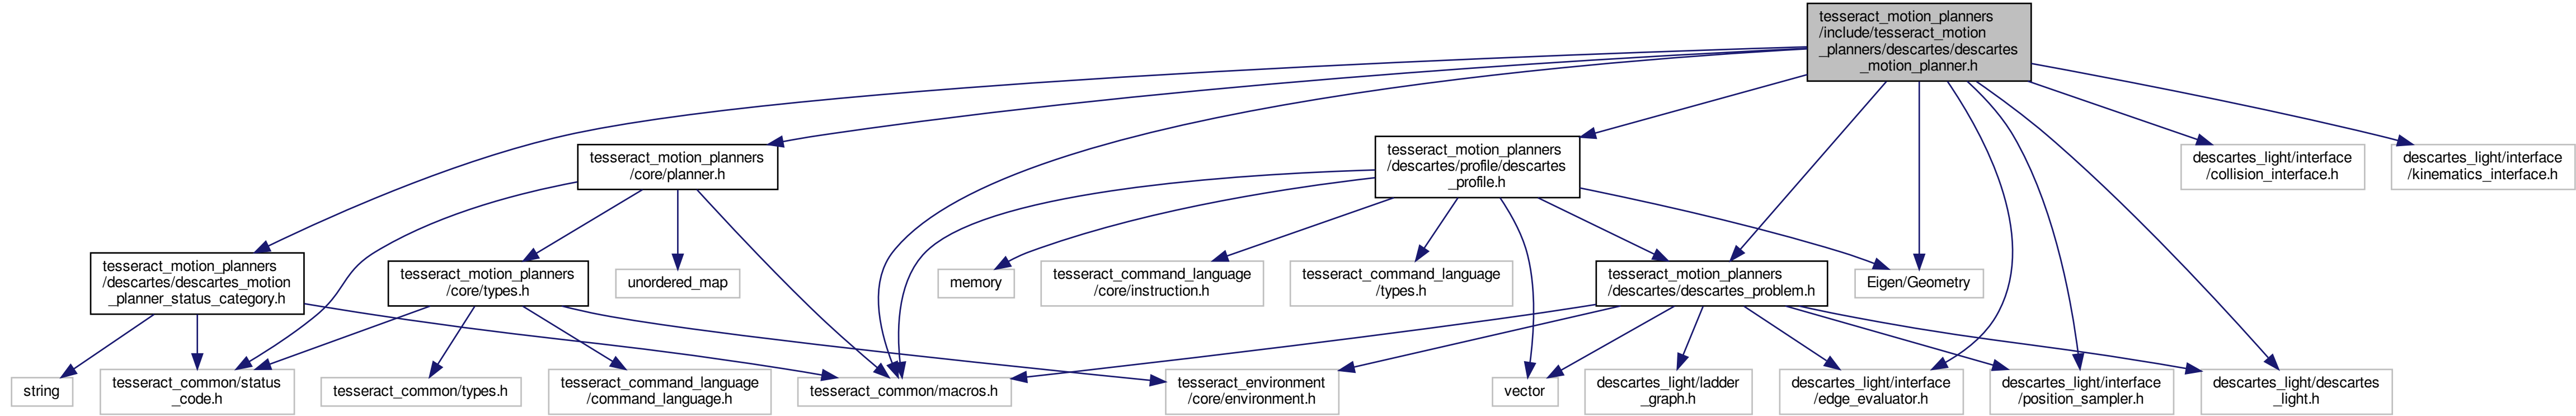 tesseract_motion_planners
/include/tesseract_motion
_planners/descartes/descartes
_motion_planner.h
tesseract_motion_planners
/core/planner.h
tesseract_motion_planners
/descartes/profile/descartes
_profile.h
descartes_light/interface
/collision_interface.h
descartes_light/interface
/kinematics_interface.h
tesseract_motion_planners
/descartes/descartes_motion
_planner_status_category.h
tesseract_motion_planners
/core/types.h
unordered_map
memory
tesseract_command_language
/core/instruction.h
tesseract_command_language
/types.h
tesseract_motion_planners
/descartes/descartes_problem.h
Eigen/Geometry
string
tesseract_common/status
_code.h
tesseract_common/types.h
tesseract_command_language
/command_language.h
tesseract_common/macros.h
tesseract_environment
/core/environment.h
vector
descartes_light/ladder
_graph.h
descartes_light/interface
/edge_evaluator.h
descartes_light/interface
/position_sampler.h
descartes_light/descartes
_light.h